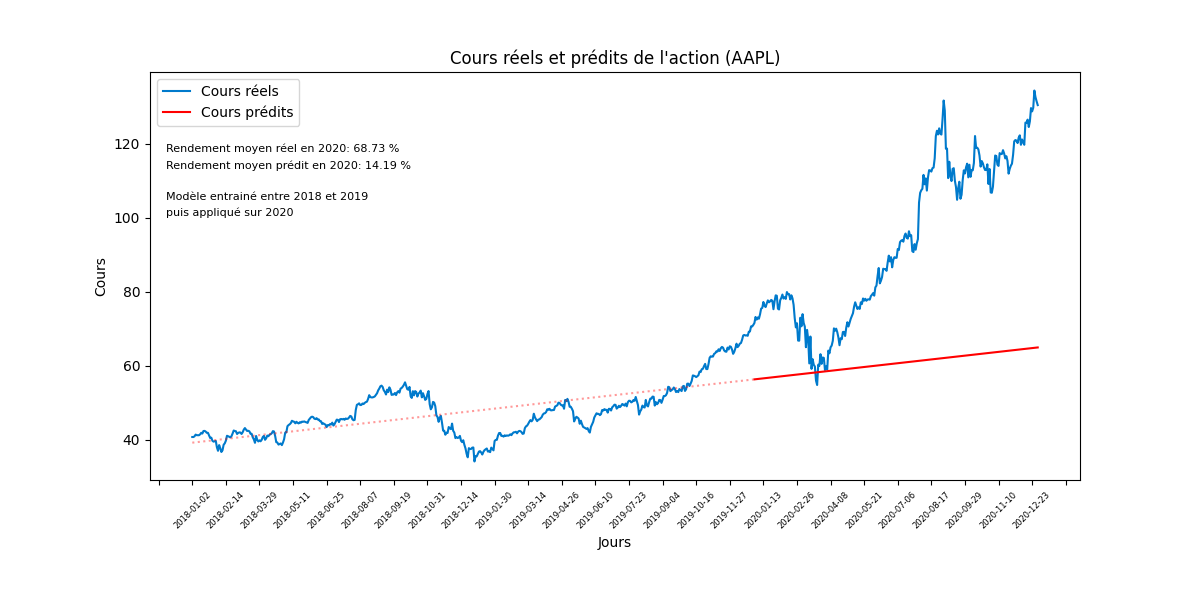 Cours réels et prédits de l'action (AAPL)
Cours réels
Cours prédits
Rendement moyen réel en 2020: 68.73 %
Rendement moyen prédit en 2020: 14.19 %
Modèle entrainé entre 2018 et 2019
puis appliqué sur 2020
Cours
120
100
80
60
40
2018-01-02 2018-02-14 2018-03-29 2018-05-11 2018-06-25 2018-08-07 2018-09-19 2018-10-31 2018-12-14 2019-01-30 2019-03-14 2019-04-26 2019-06-10 2019-07-23 2019-09-04 2019-10-16 2019-11-27 2020-01-13 2020-02-26 2020-04-08 2020-05-21 2020-07-06 2020-08-17 2020-09-29 2020-11-10 2020-12-23
Jours